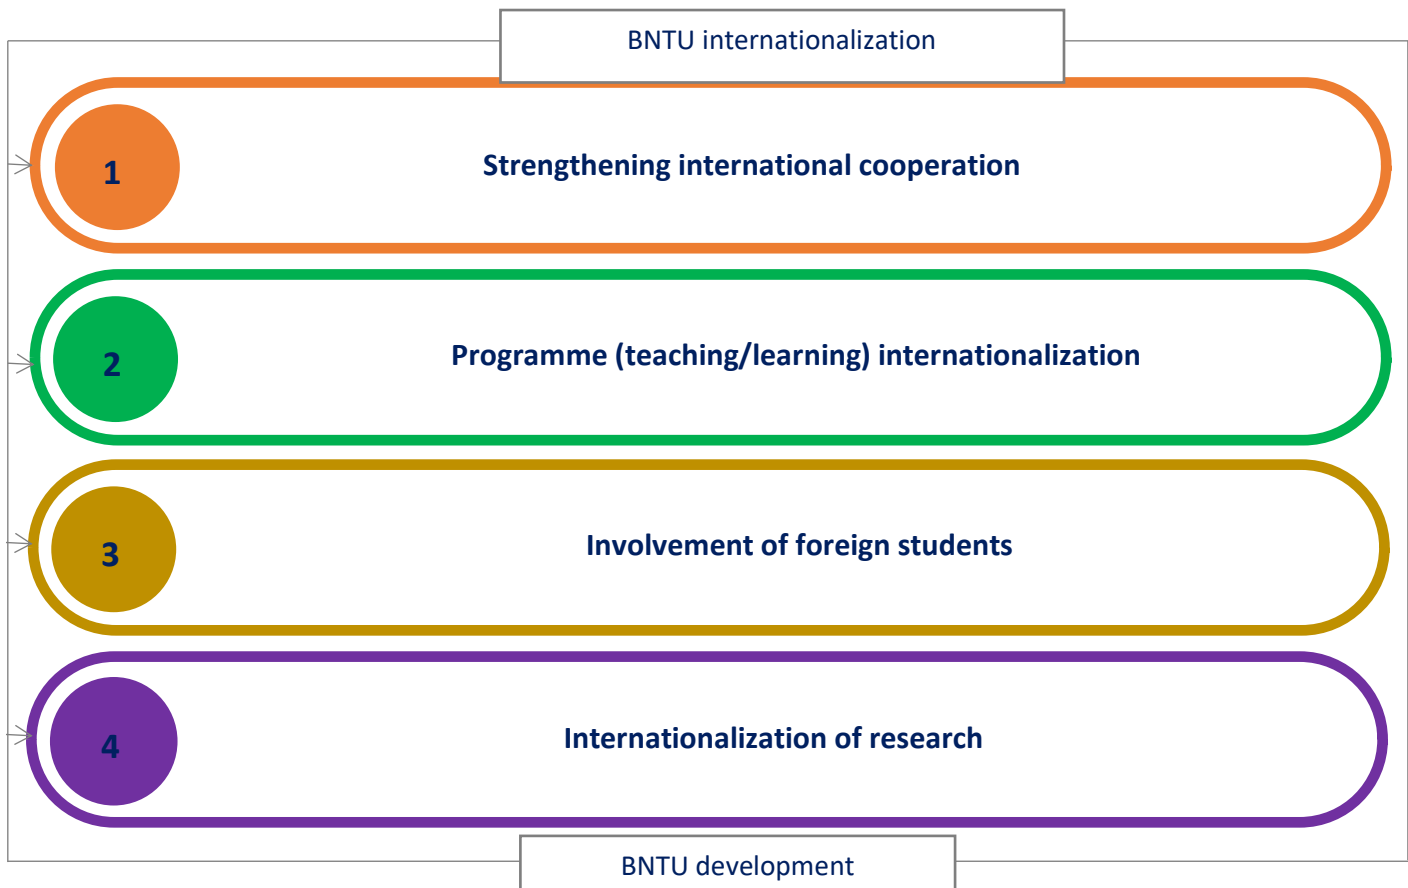 BNTU internationalization
1
Strengthening international cooperation
2
Programme (teaching/learning) internationalization
3
Involvement of foreign students
4
Internationalization of research
BNTU development